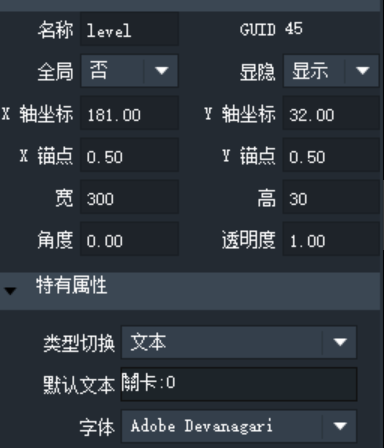 名称 level GUID 45
全局 否 显隐 显示
X 轴坐标 181.00 Y 轴坐标 32.00
X 锚点 0.50 Y 锚点 0.50
宽 300 高 30
角度 0.00 透明度 1.00
特有属性
类型切换 文本
默认文本 關卡:0
字体 Adobe Devanagari